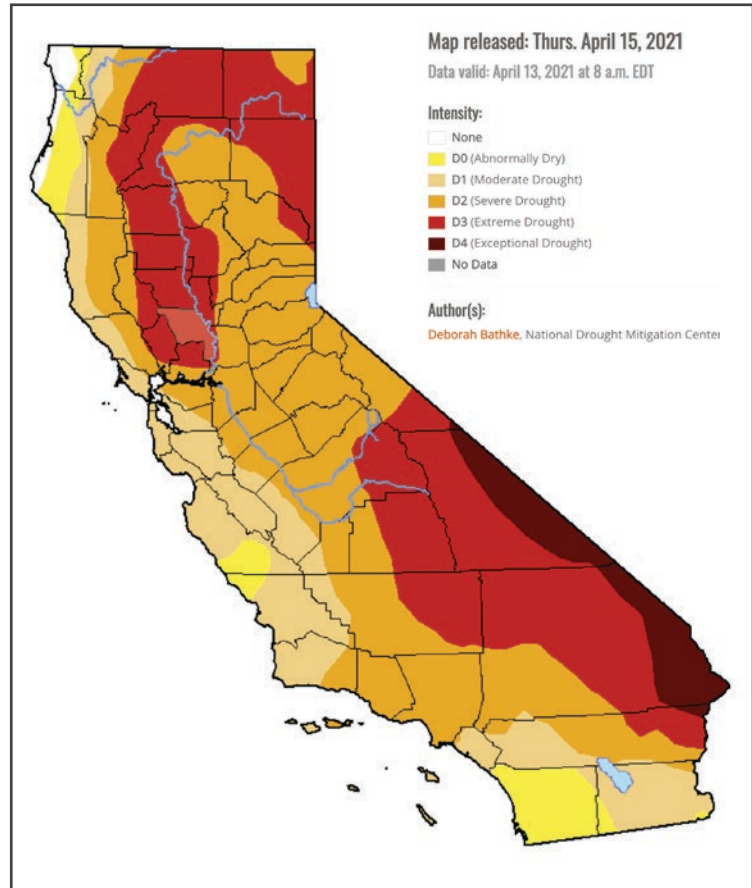 Map released: Thurs. April 15, 2021
Data valid: April 13, 2021 at 8 a.m. EDT
Intensity:
None
D0 (Abnormally Dry)
D1 (Moderate Drought)
D2 (Severe Drought)
D3 (Extreme Drought)
D4 (Exceptional Drought)
No Data
Author(s):
Deborah Bathke, National Drought Mitigation Center